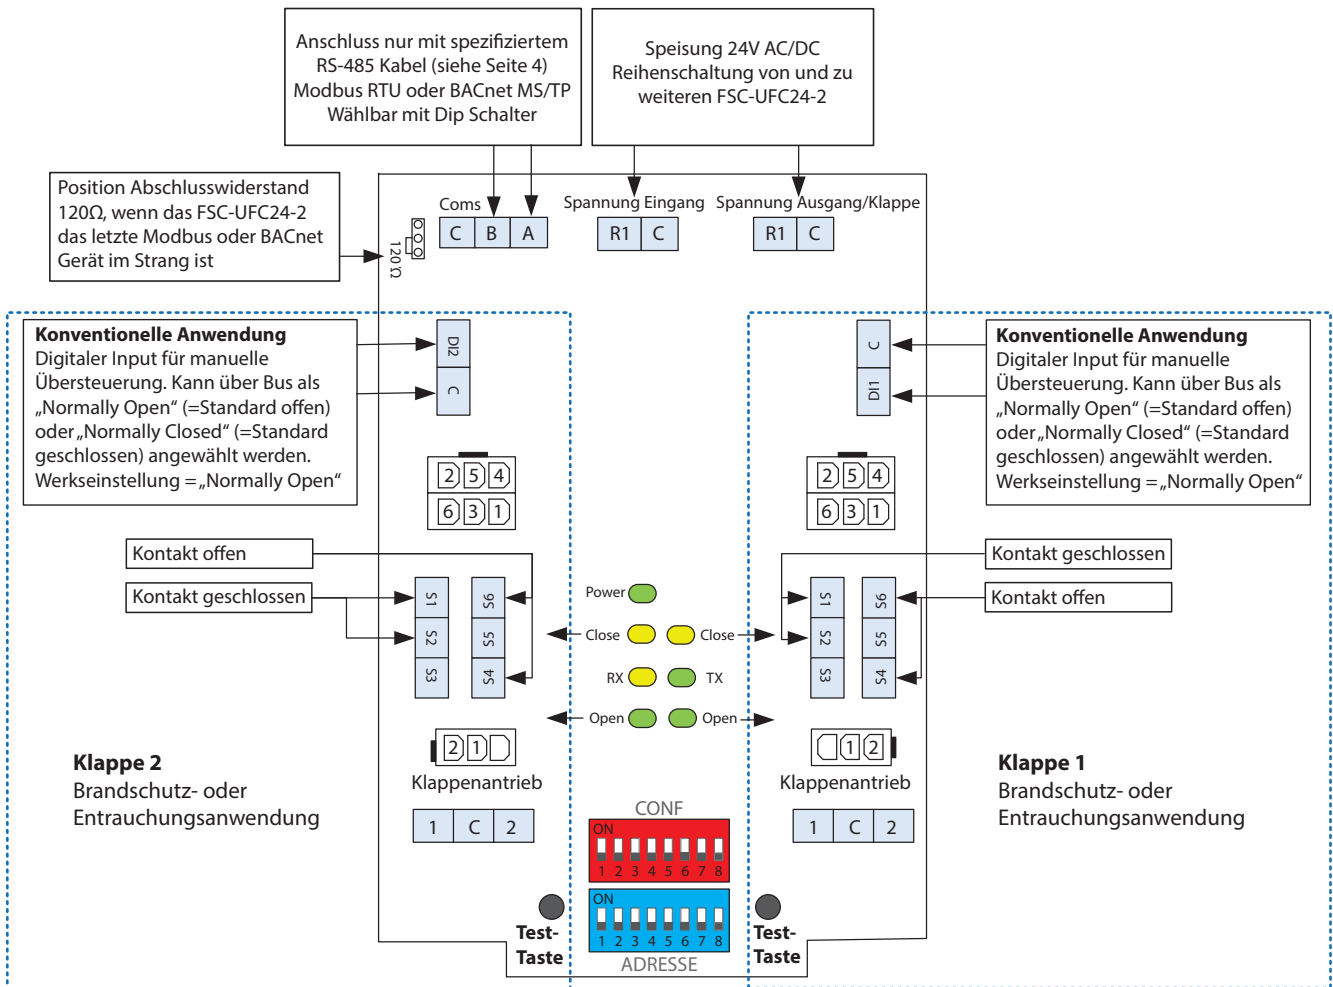 Anschluss nur mit spezifiziertem
RS-485 Kabel (siehe Seite 4)
Modbus RTU oder BACnet MS/TP
Wählbar mit Dip Schalter
Speisung 24V AC/DC
Reihenschaltung von und zu
weiteren FSC-UFC24-2
Position Abschlusswiderstand
120Ω, wenn das FSC-UFC24-2
das letzte Modbus oder BACnet
Gerät im Strang ist
120 Ω
Coms
C B A
Spannung Eingang
R1 C
Spannung Ausgang/Klappe
R1 C
Konventionelle Anwendung
Digitaler Input für manuelle
Übersteuerung. Kann über Bus als
„Normally Open“ (=Standard offen)
oder „Normally Closed“ (=Standard
geschlossen) angewählt werden.
Werkseinstellung = „Normally Open“
DI2
C
C
DI1
Konventionelle Anwendung
Digitaler Input für manuelle
Übersteuerung. Kann über Bus als
„Normally Open“ (=Standard offen)
oder „Normally Closed“ (=Standard
geschlossen) angewählt werden.
Werkseinstellung = „Normally Open“
2 5 4
6 3 1
2 5 4
6 3 1
Kontakt offen
Kontakt geschlossen
S1 S6
S2 S5
S3 S4
Power
Close Close
RX TX
Open Open
S1 S6
S2 S5
S3 S4
Kontakt geschlossen
Kontakt offen
2 1
Klappenantrieb
1 C 2
1 2
Klappenantrieb
1 C 2
Klappe 2
Brandschutz- oder
Entrauchungsanwendung
Klappe 1
Brandschutz- oder
Entrauchungsanwendung
CONF
ON
1 2 3 4 5 6 7 8
ON
1 2 3 4 5 6 7 8
ADRESSE
Test-
Taste
Test-
Taste